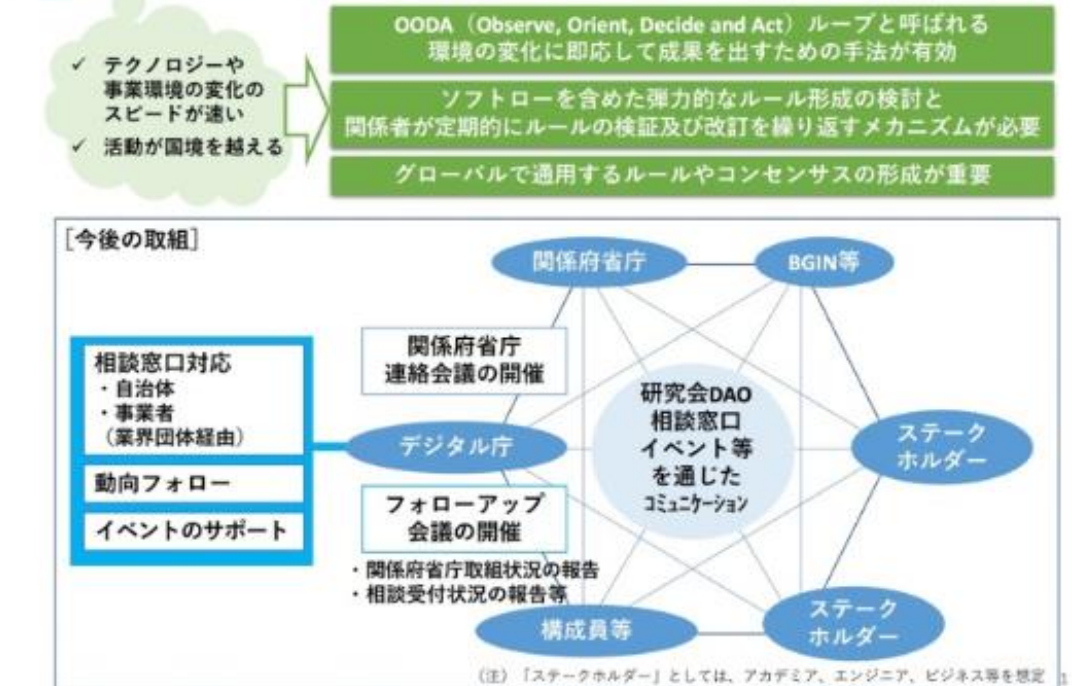 ✓ テクノロジーや
事業環境の変化の
スピードが速い
✓ 活動が国境を越える
OODA（Observe, Orient, Decide and Act）ループと呼ばれる
環境の変化に即応して成果を出すための手法が有効
ソフトローを含めた弾力的なルール形成の検討と
関係者が定期的にルールの検証及び改訂を繰り返すメカニズムが必要
グローバルで通用するルールやコンセンサスの形成が重要
［今後の取組］
関係府省庁
BGIN等
関係府省庁
連絡会議の開催
相談窓口対応
・自治体
・事業者
（業界団体経由）
動向フォロー
イベントのサポート
デジタル庁
研究会DAO
相談窓口
イベント等
を通じた
ｺﾐｭﾆｹｰｼｮﾝ
ステーク
ホルダー
フォローアップ
会議の開催
・関係府省庁取組状況の報告
・相談受付状況の報告等
構成員等
ステーク
ホルダー
（注）「ステークホルダー」としては、アカデミア、エンジニア、ビジネス等を想定